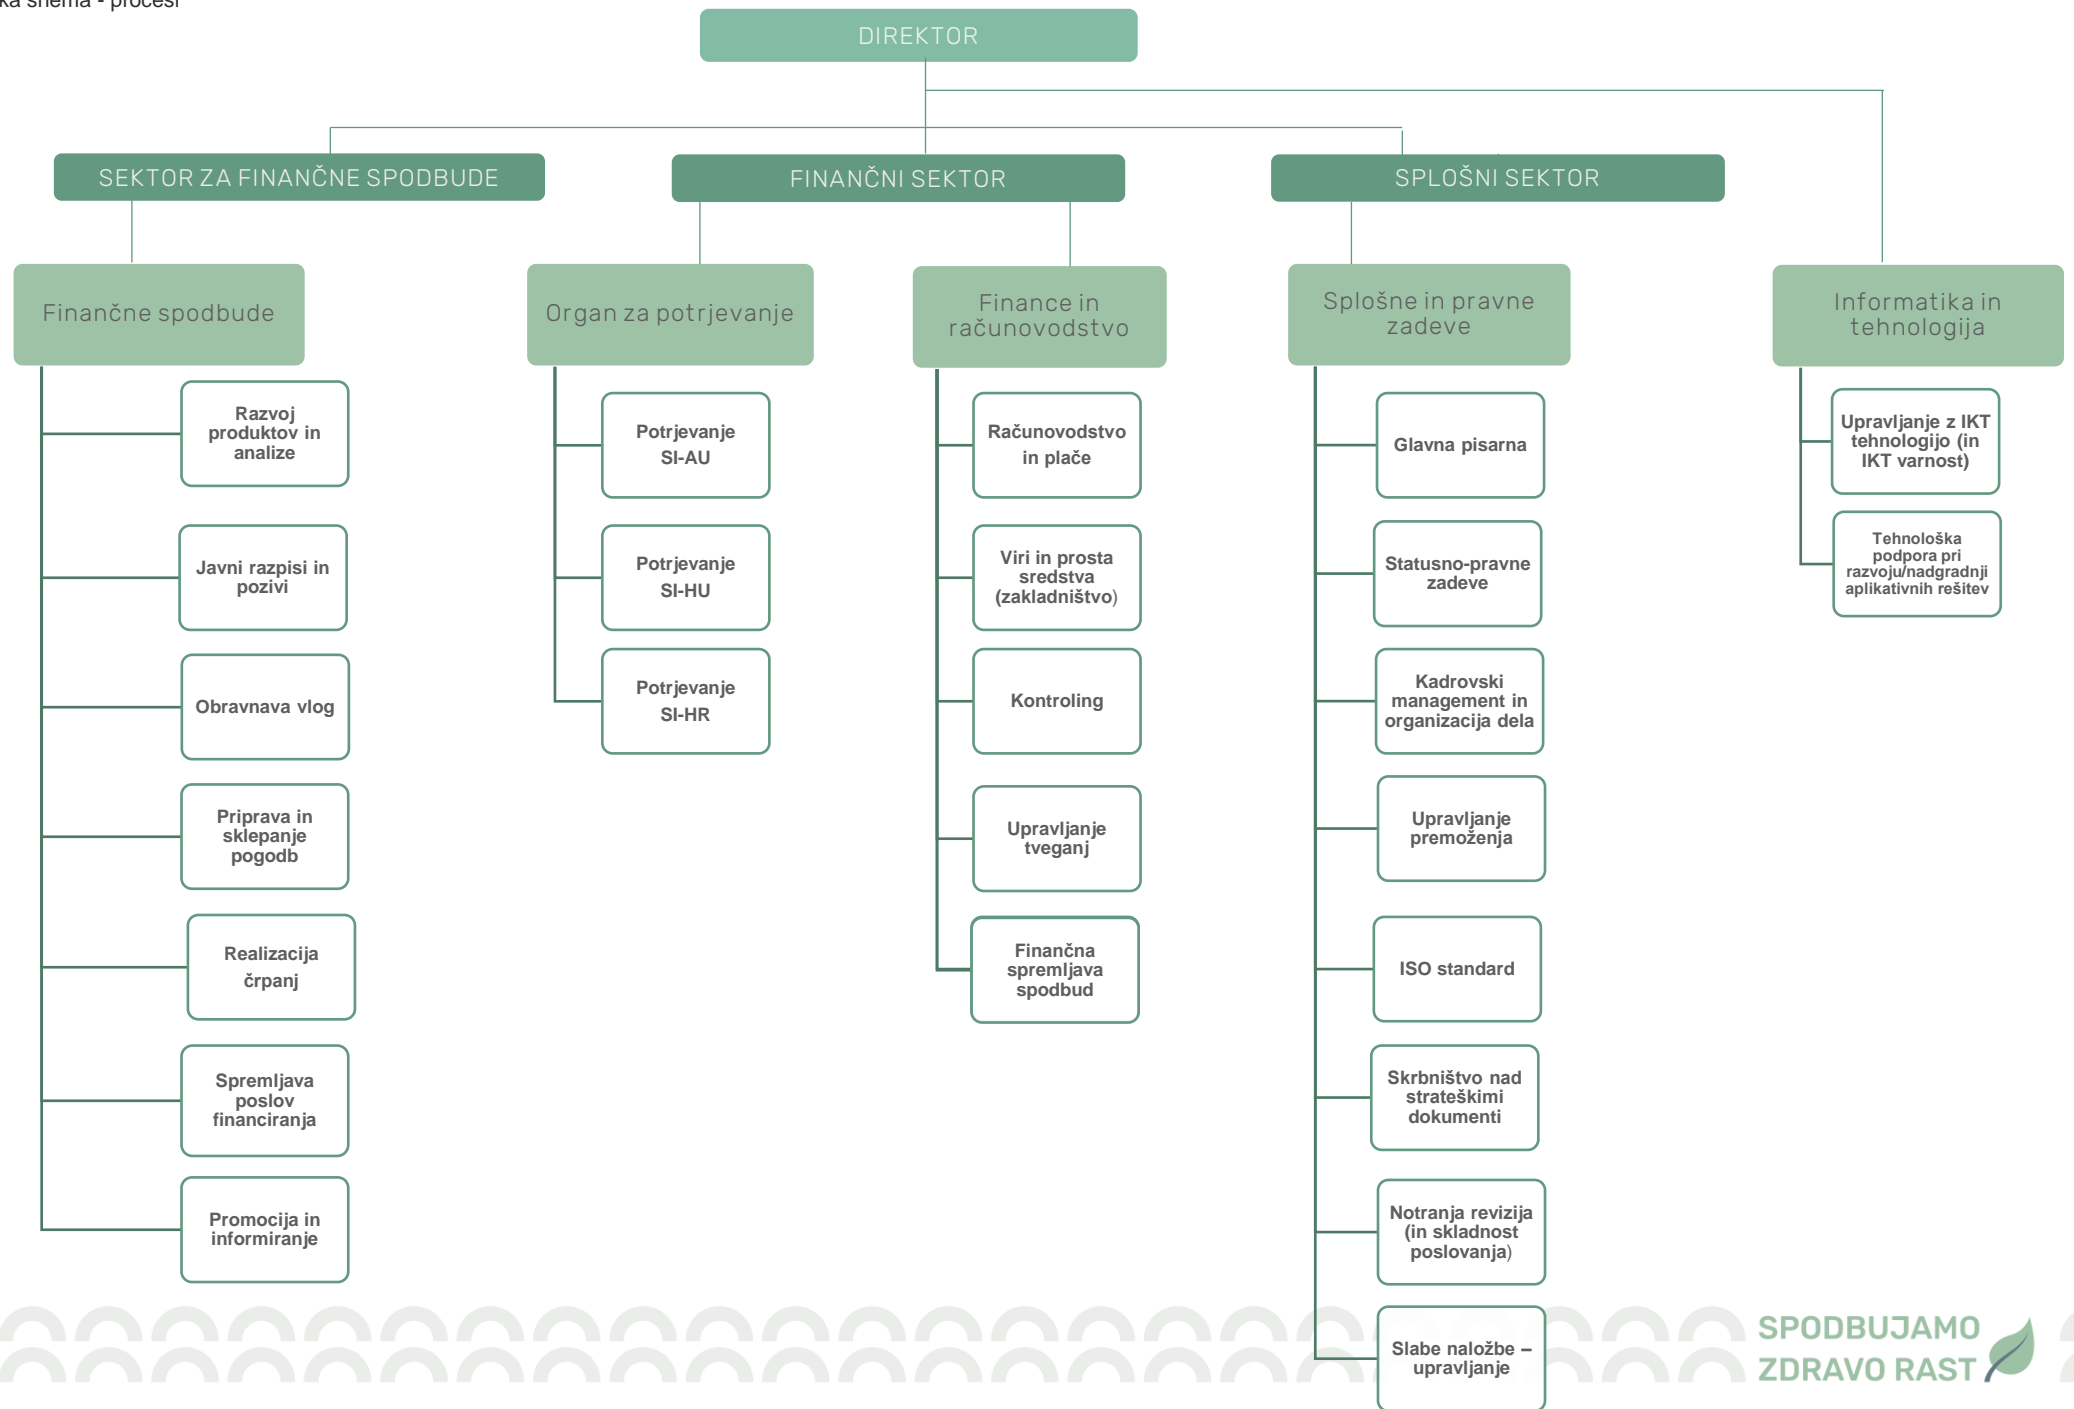 shema - procesi
DIREKTOR
SEKTOR ZA FINANČNE SPODBUDE
FINANČNI SEKTOR
SPLOŠNI SEKTOR
Finančne spodbude
Organ za potrjevanje
Finance in
računovodstvo
Splošne in pravne
zadeve
Informatika in
tehnologija
Razvoj
produktov in
analize
Javni razpisi in
pozivi
Obravnava vlog
Priprava in
sklepanje
pogodb
Realizacija
črpanj
Spremljava
poslov
financiranja
Promocija in
informiranje
Potrjevanje
SI-AU
Potrjevanje
SI-HU
Potrjevanje
SI-HR
Računovodstvo
in plače
Viri in prosta
sredstva
(zakladništvo)
Kontroling
Upravljanje
tveganj
Finančna
spremljava
spodbud
Glavna pisarna
Statusno-pravne
zadeve
Kadrovski
management in
organizacija dela
Upravljanje
premoženja
ISO standard
Skrbništvo nad
strateškimi
dokumenti
Notranja revizija
(in skladnost
poslovanja)
Slabe naložbe –
upravljanje
Upravljanje z IKT
tehnologijo (in
IKT varnost)
Tehnološka
podpora pri
razvoju/nadgradnji
aplikativnih rešitev
SPODBUJAMO
ZDRAVO RAST